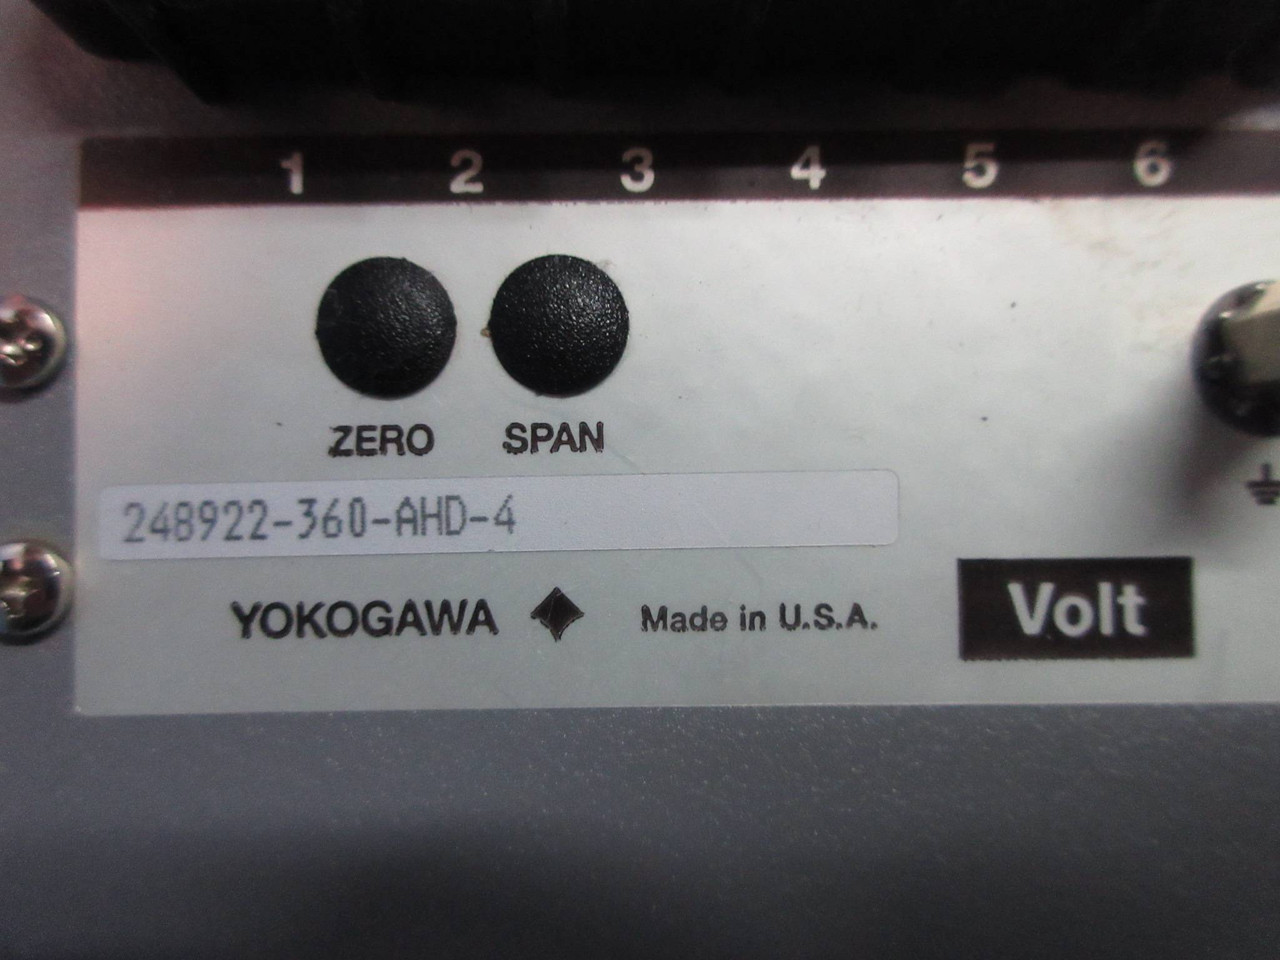 1 2 3 4 5 6
ZERO SPAN
248922-360-AHD-4
YOKOGAWA Made in U.S.A.
Volt